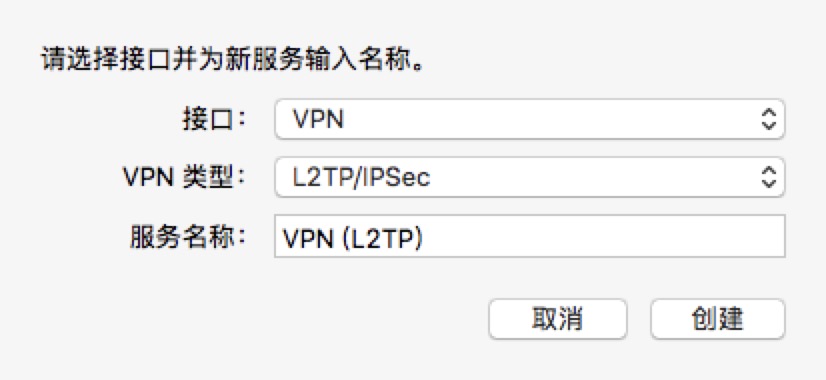 请选择接口并为新服务输入名称。
接口： VPN
VPN 类型： L2TP/IPSec
服务名称： VPN (L2TP)
取消 创建